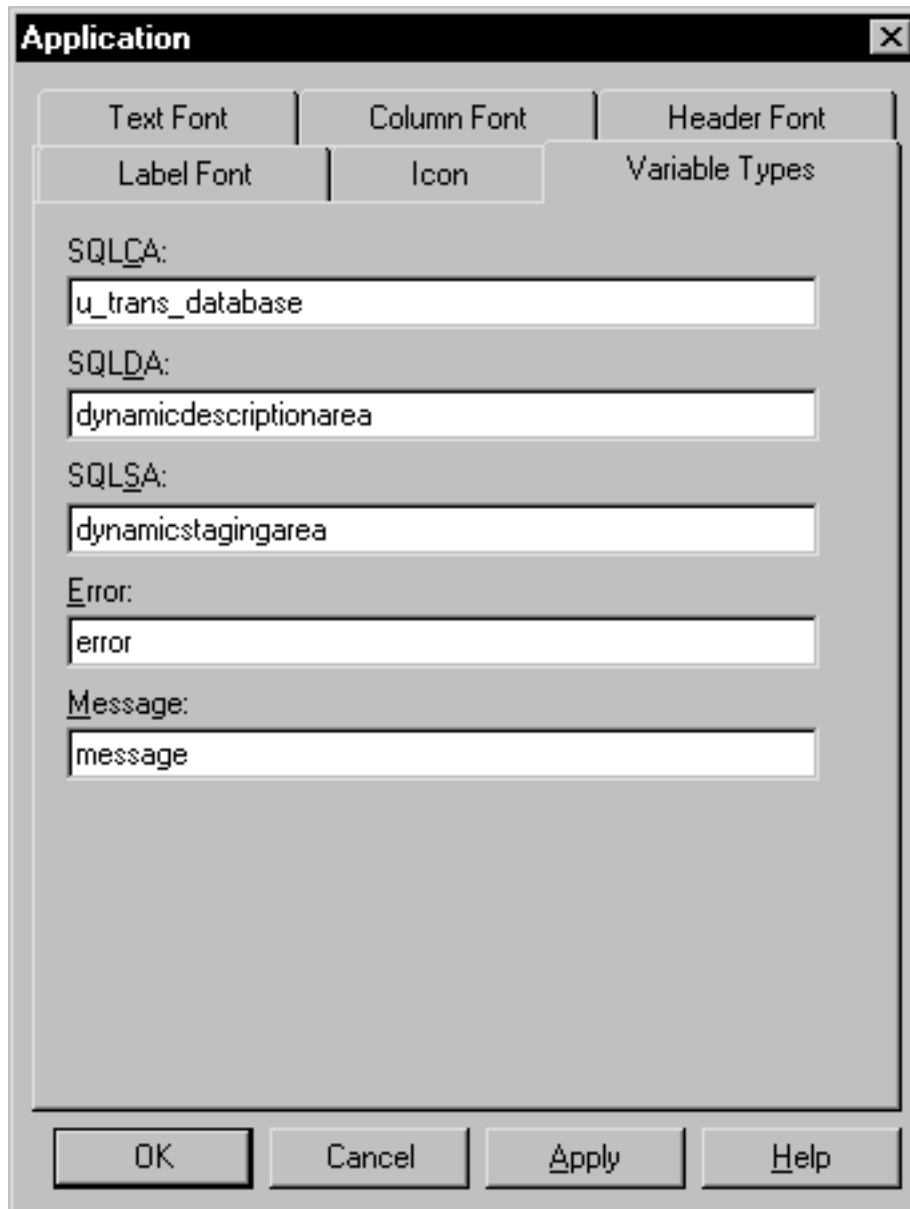 Application
Text Font
Column Font
Header Font
Label Font
Icon
Variable Types
SQLCA:
u_trans_database
SQLDA:
dynamicdescriptionarea
SQLSA:
dynamicstagingarea
Error:
error
Message:
message
OK
Cancel
Apply
Help